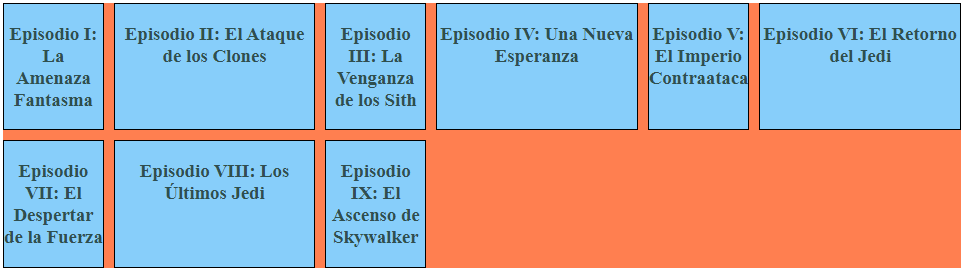 Episodio I:
La
Amenaza
Fantasma
Episodio II: El Ataque
de los Clones
Episodio
III: La
Venganza
de los Sith
Episodio IV: Una Nueva
Esperanza
Episodio V:
El Imperio
Contraataca
Episodio VI: El Retorno
del Jedi
Episodio
VII: El
Despertar
de la Fuerza
Episodio VIII: Los
Últimos Jedi
Episodio
IX: El
Ascenso de
Skywalker